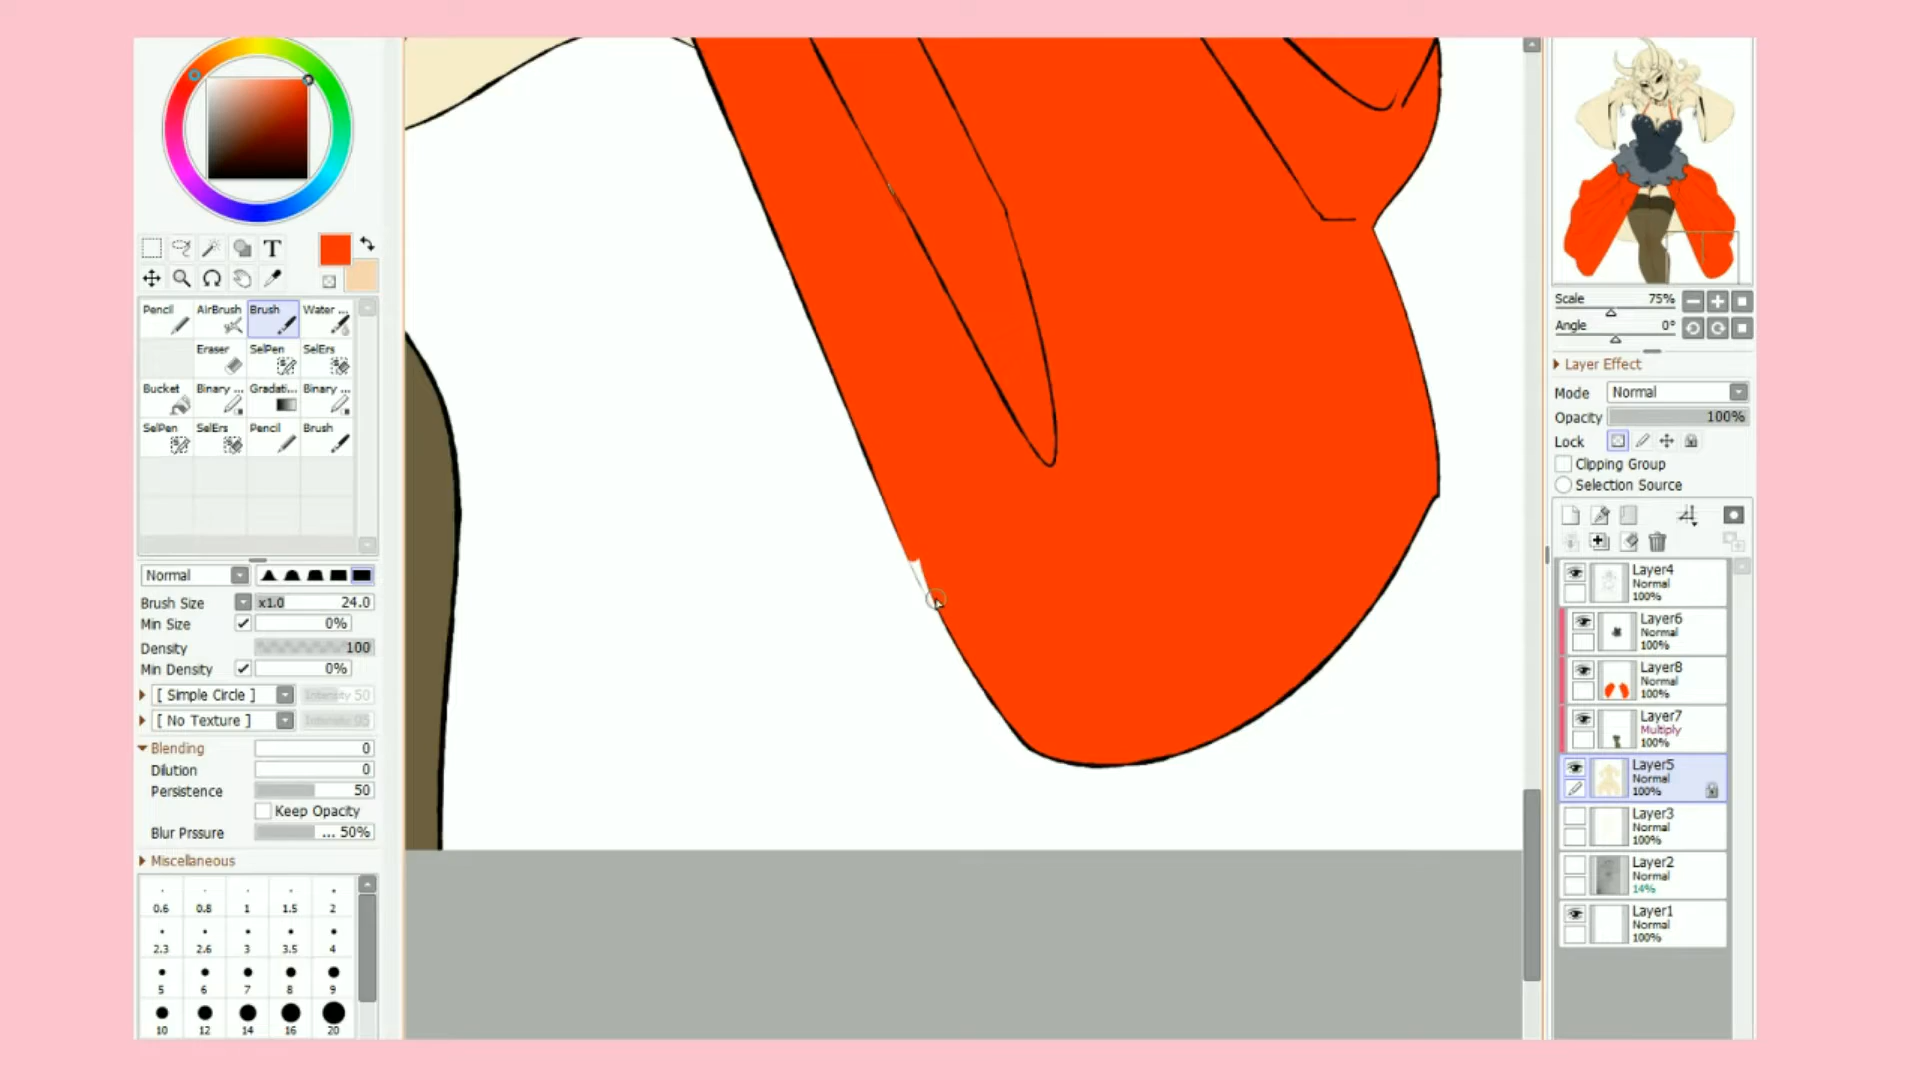 T
Pencil AirBrush Brush Water ...
Eraser SelPen SelErs
Bucket Binary ... Gradati... Binary ...
SelPen SelErs Pencil Brush
Normal
Brush Size x1.0 24.0
Min Size 0%
Density 100
Min Density 0%
[ Simple Circle ] Intensity 50
[ No Texture ] Intensity 95
Blending 0
Dilution 0
Persistence 50
Keep Opacity
Blur Prssure ... 50%
Miscellaneous
0.6 0.8 1 1.5 2
2.3 2.6 3 3.5 4
5 6 7 8 9
10 12 14 16 20
Scale 75%
Angle 0°
Layer Effect
Mode Normal
Opacity 100%
Lock
Clipping Group
Selection Source
Layer4
Normal
100%
Layer6
Normal
100%
Layer8
Normal
100%
Layer7
Multiply
100%
Layer5
Normal
100%
Layer3
Normal
100%
Layer2
Normal
14%
Layer1
Normal
100%